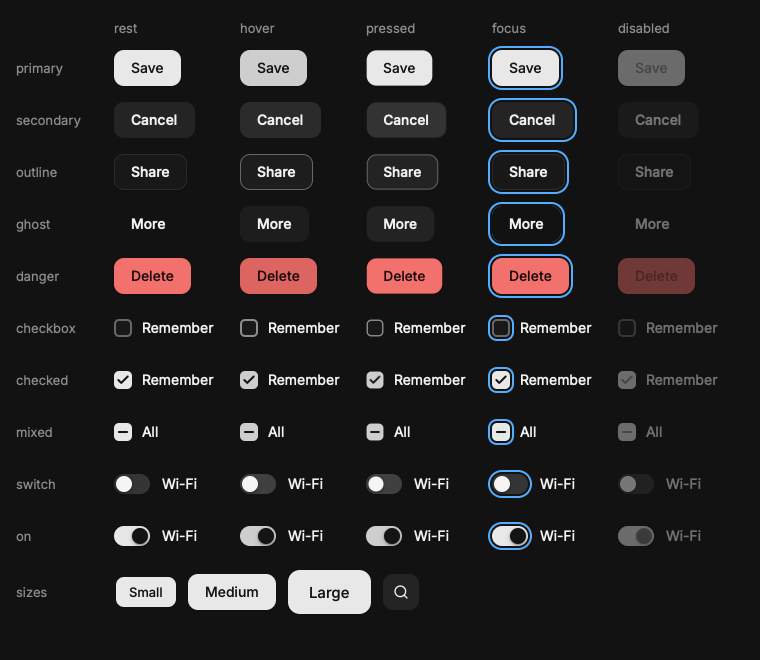 rest hover pressed focus disabled
primary Save Save Save Save Save
secondary Cancel Cancel Cancel Cancel Cancel
outline Share Share Share Share Share
ghost More More More More More
danger Delete Delete Delete Delete Delete
checkbox Remember Remember Remember Remember Remember
checked Remember Remember Remember Remember Remember
mixed All All All All All
switch Wi-Fi Wi-Fi Wi-Fi Wi-Fi Wi-Fi
on Wi-Fi Wi-Fi Wi-Fi Wi-Fi Wi-Fi
sizes Small Medium Large